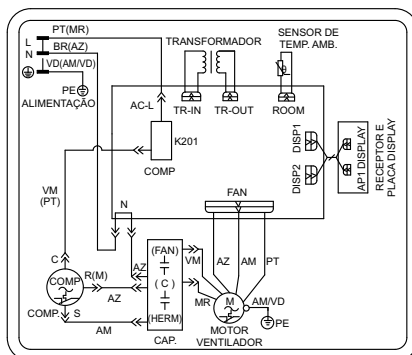 PT(MR)
L
N
BR(AZ)
VD(AM/VD)
PE
ALIMENTAÇÃO
TRANSFORMADOR
SENSOR DE
TEMP. AMB.
AC-L
TR-IN
TR-OUT
ROOM
K201
COMP
DISP1
DISP2
AP1 DISPLAY
RECEPTOR E
PLACA DISPLAY
VM
(PT)
N
FAN
C
COMP
R(M)
AZ
AZ
COMP.
S
AM
(FAN)
( C )
(HERM)
CAP.
VM
MR
AZ
AM
PT
M
AM/VD
PE
MOTOR
VENTILADOR